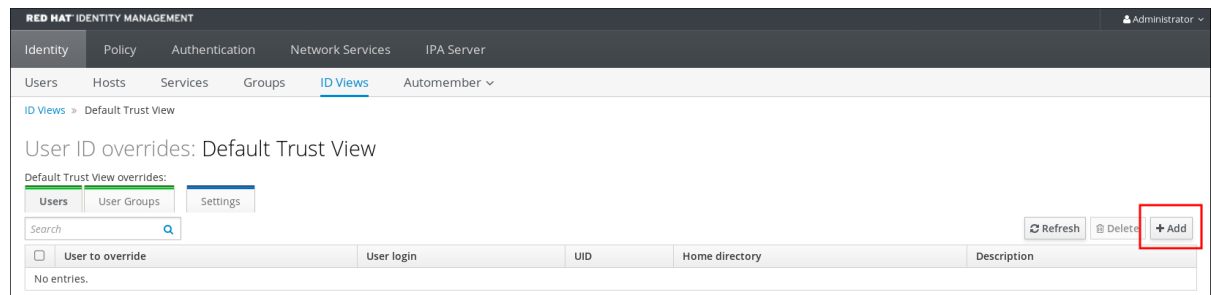 RED HAT® IDENTITY MANAGEMENT Administrator
Identity Policy Authentication Network Services IPA Server
Users Hosts Services Groups ID Views Automember
ID Views » Default Trust View
User ID overrides: Default Trust View
Default Trust View overrides:
Users User Groups Settings
Search Refresh Delete + Add
User to override User login UID Home directory Description
No entries.